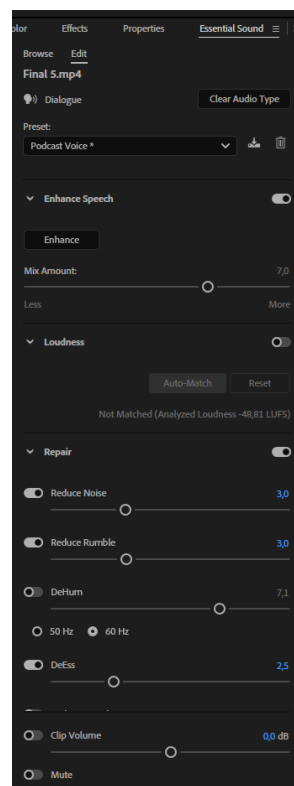 olor Effects Properties Essential Sound
Browse Edit
Final 5.mp4
Dialogue Clear Audio Type
Preset:
Podcast Voice *
Enhance Speech
Enhance
Mix Amount: 7,0
Less More
Loudness
Auto-Match Reset
Not Matched (Analyzed Loudness -48,81 LUFS)
Repair
Reduce Noise 3,0
Reduce Rumble 3,0
DeHum 7,1
50 Hz 60 Hz
DeEss 2,5
Clip Volume 0,0 dB
Mute